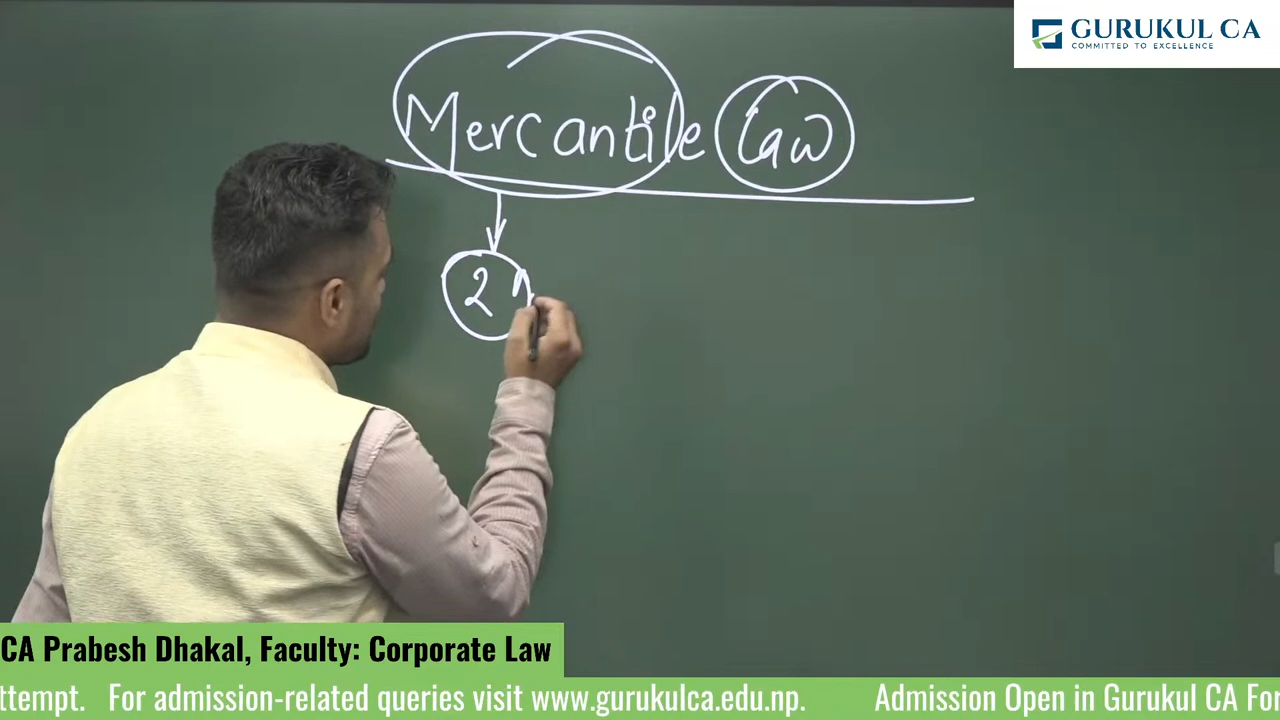 GURUKUL CA
COMMITTED TO EXCELLENCE
Mercantile Law
2
CA Prabesh Dhakal, Faculty: Corporate Law
ttempt. For admission-related queries visit www.gurukulca.edu.np. Admission Open in Gurukul CA For